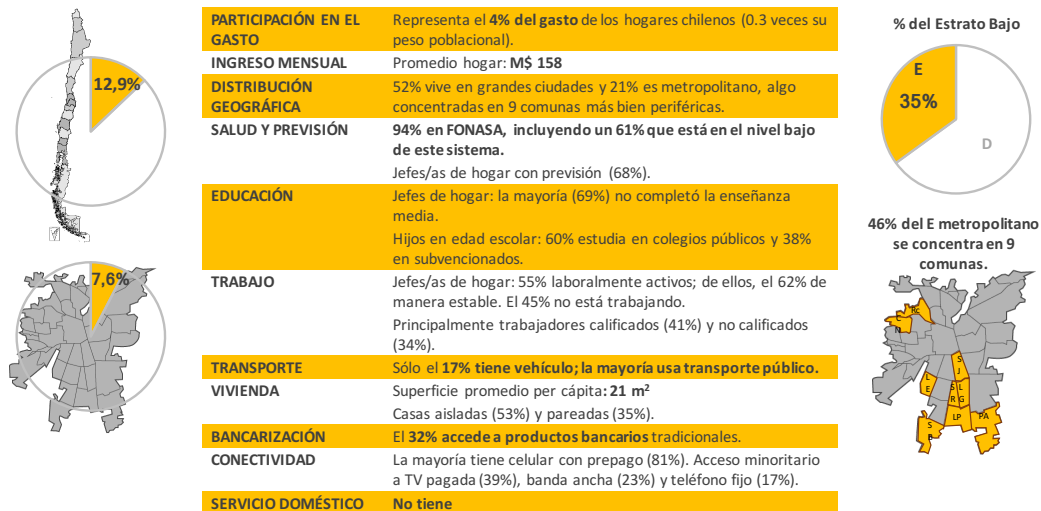 12,9%
7,6%
PARTICIPACIÓN EN EL
GASTO
Representa el 4% del gasto de los hogares chilenos (0.3 veces su
peso poblacional).
INGRESO MENSUAL
Promedio hogar: M$ 158
DISTRIBUCIÓN
GEOGRÁFICA
52% vive en grandes ciudades y 21% es metropolitano, algo
concentradas en 9 comunas más bien periféricas.
SALUD Y PREVISIÓN
94% en FONASA, incluyendo un 61% que está en el nivel bajo
de este sistema.
Jefes/as de hogar con previsión (68%).
EDUCACIÓN
Jefes de hogar: la mayoría (69%) no completó la enseñanza
media.
Hijos en edad escolar: 60% estudia en colegios públicos y 38%
en subvencionados.
TRABAJO
Jefes/as de hogar: 55% laboralmente activos; de ellos, el 62% de
manera estable. El 45% no está trabajando.
Principalmente trabajadores calificados (41%) y no calificados
(34%).
TRANSPORTE
Sólo el 17% tiene vehículo; la mayoría usa transporte público.
VIVIENDA
Superficie promedio per cápita: 21 m²
Casas aisladas (53%) y pareadas (35%).
BANCARIZACIÓN
El 32% accede a productos bancarios tradicionales.
CONECTIVIDAD
La mayoría tiene celular con prepago (81%). Acceso minoritario
a TV pagada (39%), banda ancha (23%) y teléfono fijo (17%).
SERVICIO DOMÉSTICO
No tiene
% del Estrato Bajo
E
35%
D
46% del E metropolitano
se concentra en 9
comunas.
Rc
C
N
S
J
L
E
S
R
L
G
LP
PA
S
B